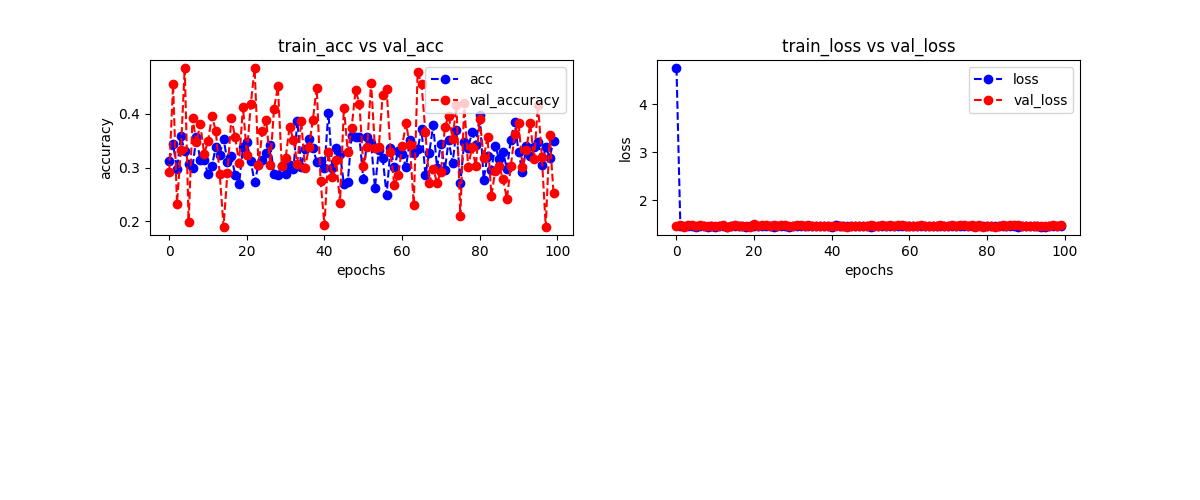 train_acc vs val_acc
accuracy
0.4
0.3
0.2
0
20
40
60
80
100
epochs
acc
val_accuracy
train_loss vs val_loss
loss
4
3
2
0
20
40
60
80
100
epochs
loss
val_loss